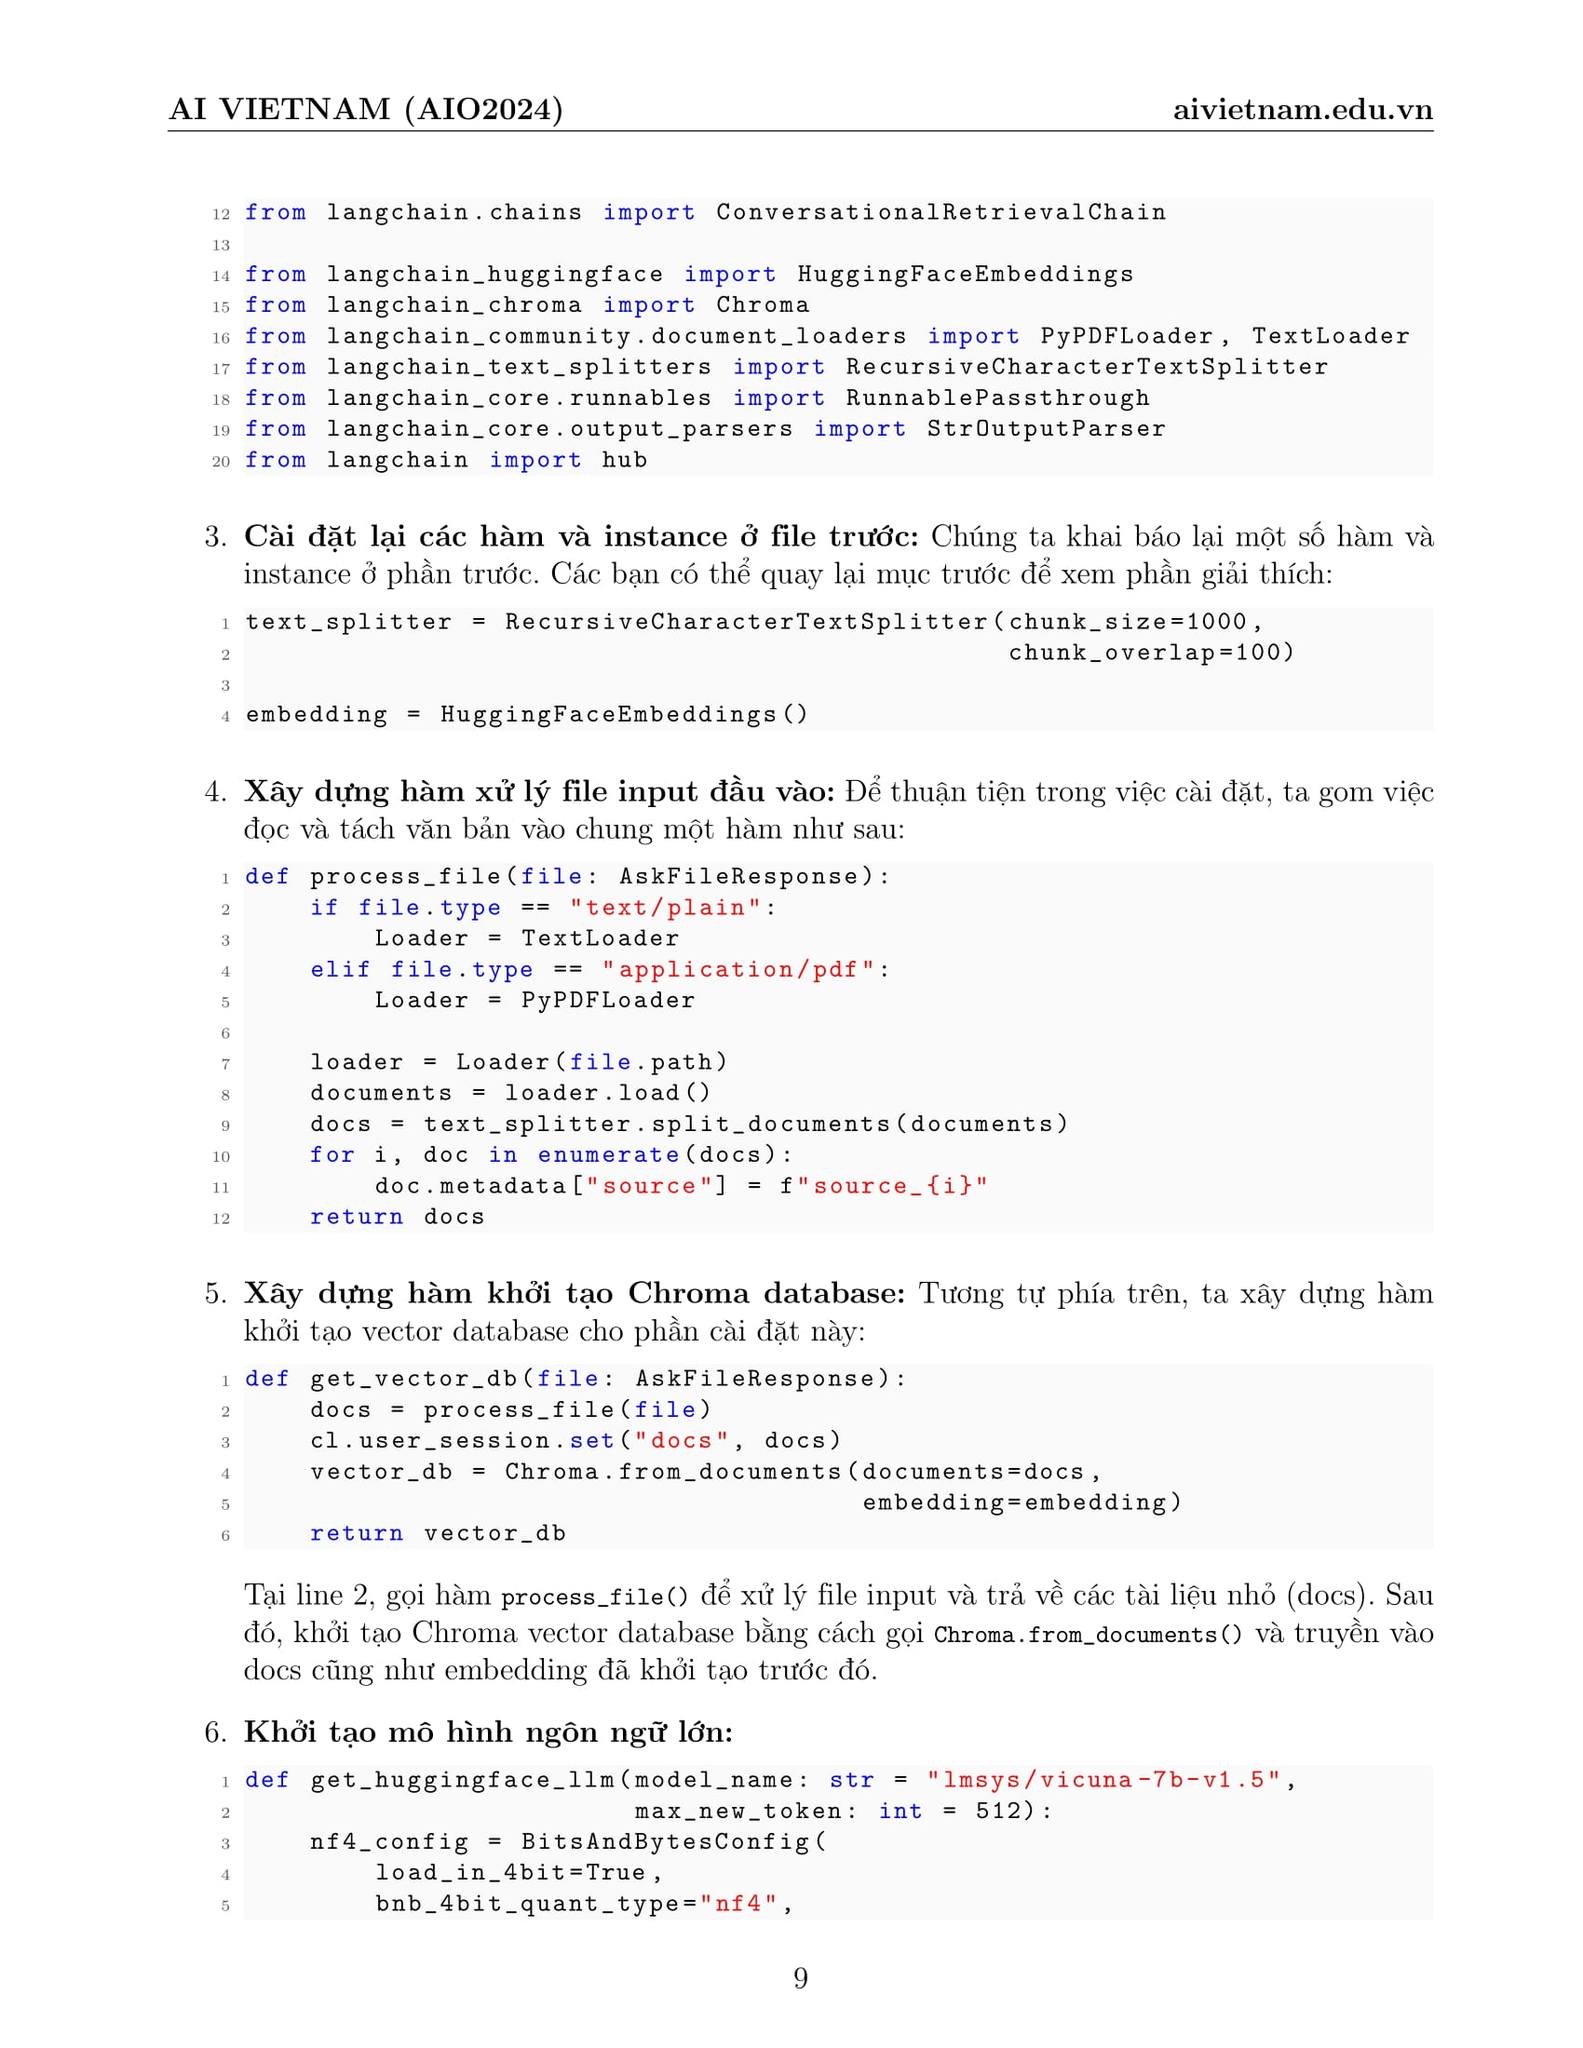 AI VIETNAM (AIO2024) aivietnam.edu.vn
12 from langchain.chains import ConversationalRetrievalChain
13
14 from langchain_huggingface import HuggingFaceEmbeddings
15 from langchain_chroma import Chroma
16 from langchain_community.document_loaders import PyPDFLoader, TextLoader
17 from langchain_text_splitters import RecursiveCharacterTextSplitter
18 from langchain_core.runnables import RunnablePassthrough
19 from langchain_core.output_parsers import StrOutputParser
20 from langchain import hub
3. Cài đặt lại các hàm và instance ở file trước: Chúng ta khai báo lại một số hàm và
instance ở phần trước. Các bạn có thể quay lại mục trước để xem phần giải thích:
1 text_splitter = RecursiveCharacterTextSplitter(chunk_size=1000,
2                                                chunk_overlap=100)
3
4 embedding = HuggingFaceEmbeddings()
4. Xây dựng hàm xử lý file input đầu vào: Để thuận tiện trong việc cài đặt, ta gom việc
đọc và tách văn bản vào chung một hàm như sau:
1 def process_file(file: AskFileResponse):
2     if file.type == "text/plain":
3         Loader = TextLoader
4     elif file.type == "application/pdf":
5         Loader = PyPDFLoader
6
7     loader = Loader(file.path)
8     documents = loader.load()
9     docs = text_splitter.split_documents(documents)
10     for i, doc in enumerate(docs):
11         doc.metadata["source"] = f"source_{i}"
12     return docs
5. Xây dựng hàm khởi tạo Chroma database: Tương tự phía trên, ta xây dựng hàm
khởi tạo vector database cho phần cài đặt này:
1 def get_vector_db(file: AskFileResponse):
2     docs = process_file(file)
3     cl.user_session.set("docs", docs)
4     vector_db = Chroma.from_documents(documents=docs,
5                                       embedding=embedding)
6     return vector_db
Tại line 2, gọi hàm process_file() để xử lý file input và trả về các tài liệu nhỏ (docs). Sau
đó, khởi tạo Chroma vector database bằng cách gọi Chroma.from_documents() và truyền vào
docs cũng như embedding đã khởi tạo trước đó.
6. Khởi tạo mô hình ngôn ngữ lớn:
1 def get_huggingface_llm(model_name: str = "lmsys/vicuna-7b-v1.5",
2                         max_new_token: int = 512):
3     nf4_config = BitsAndBytesConfig(
4         load_in_4bit=True,
5         bnb_4bit_quant_type="nf4",
9